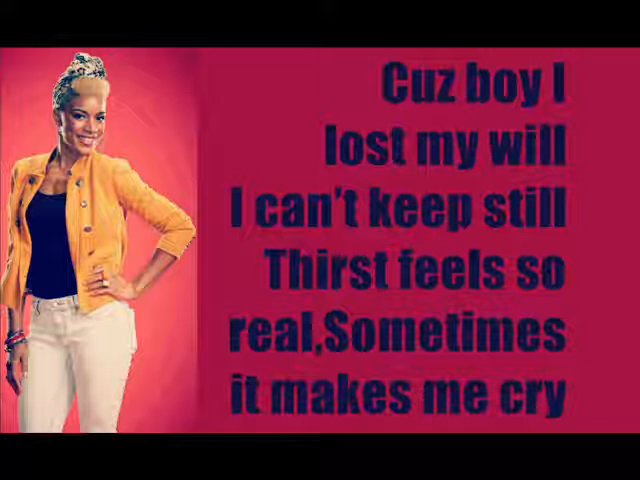 Cuz boy I
lost my will
I can't keep still
Thirst feels so
real,Sometimes
it makes me cry